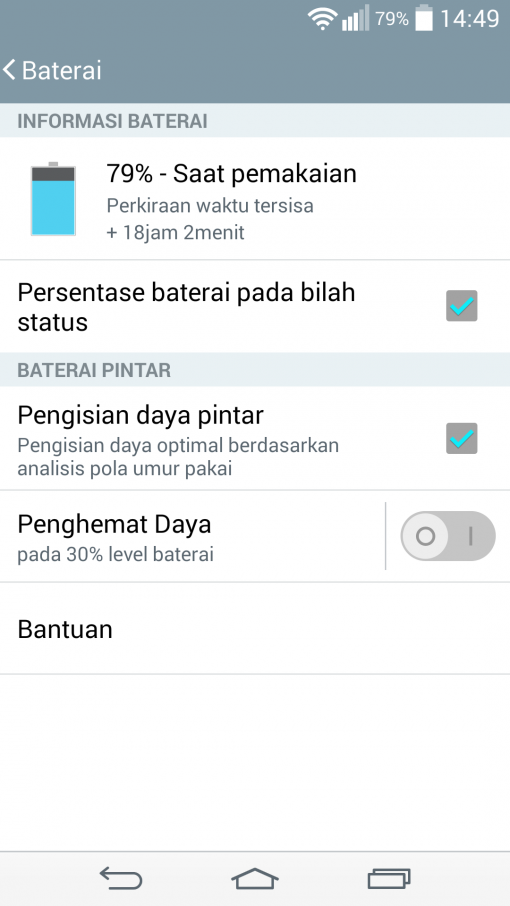 79% 14:49
Baterai
INFORMASI BATERAI
79% - Saat pemakaian
Perkiraan waktu tersisa
+ 18jam 2menit
Persentase baterai pada bilah
status
BATERAI PINTAR
Pengisian daya pintar
Pengisian daya optimal berdasarkan
analisis pola umur pakai
Penghemat Daya
pada 30% level baterai
Bantuan